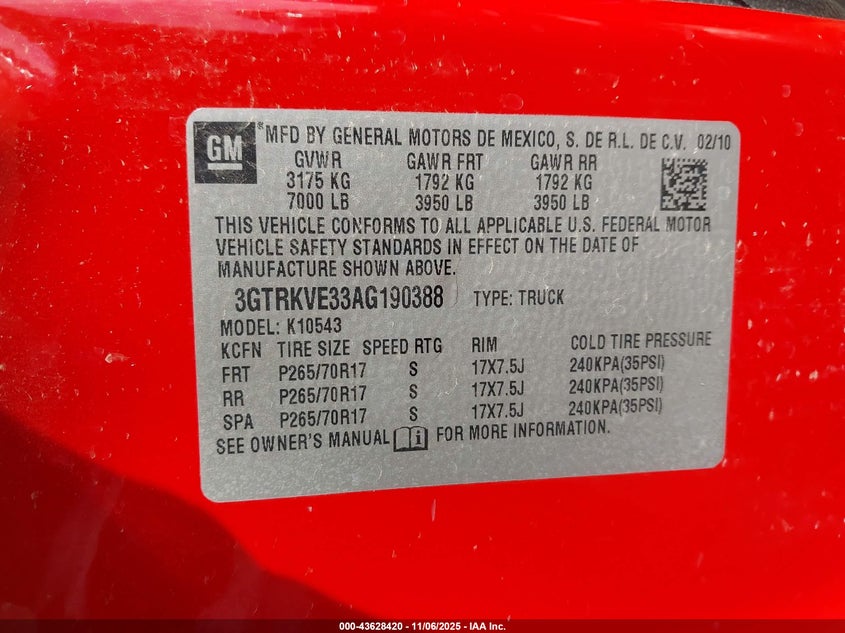 GM
*MFD BY GENERAL MOTORS DE MEXICO, S. DE R.L. DE C.V. 02/10
GVWR GAWR FRT GAWR RR
3175 KG 1792 KG 1792 KG
7000 LB 3950 LB 3950 LB
THIS VEHICLE CONFORMS TO ALL APPLICABLE U.S. FEDERAL MOTOR
VEHICLE SAFETY STANDARDS IN EFFECT ON THE DATE OF
MANUFACTURE SHOWN ABOVE.
3GTRKVE33AG190388 TYPE: TRUCK
MODEL: K10543
KCFN TIRE SIZE SPEED RTG RIM COLD TIRE PRESSURE
FRT P265/70R17 S 17X7.5J 240KPA(35PSI)
RR P265/70R17 S 17X7.5J 240KPA(35PSI)
SPA P265/70R17 S 17X7.5J 240KPA(35PSI)
SEE OWNER'S MANUAL i FOR MORE INFORMATION.
000-43628420 - 11/06/2025 - IAA Inc.